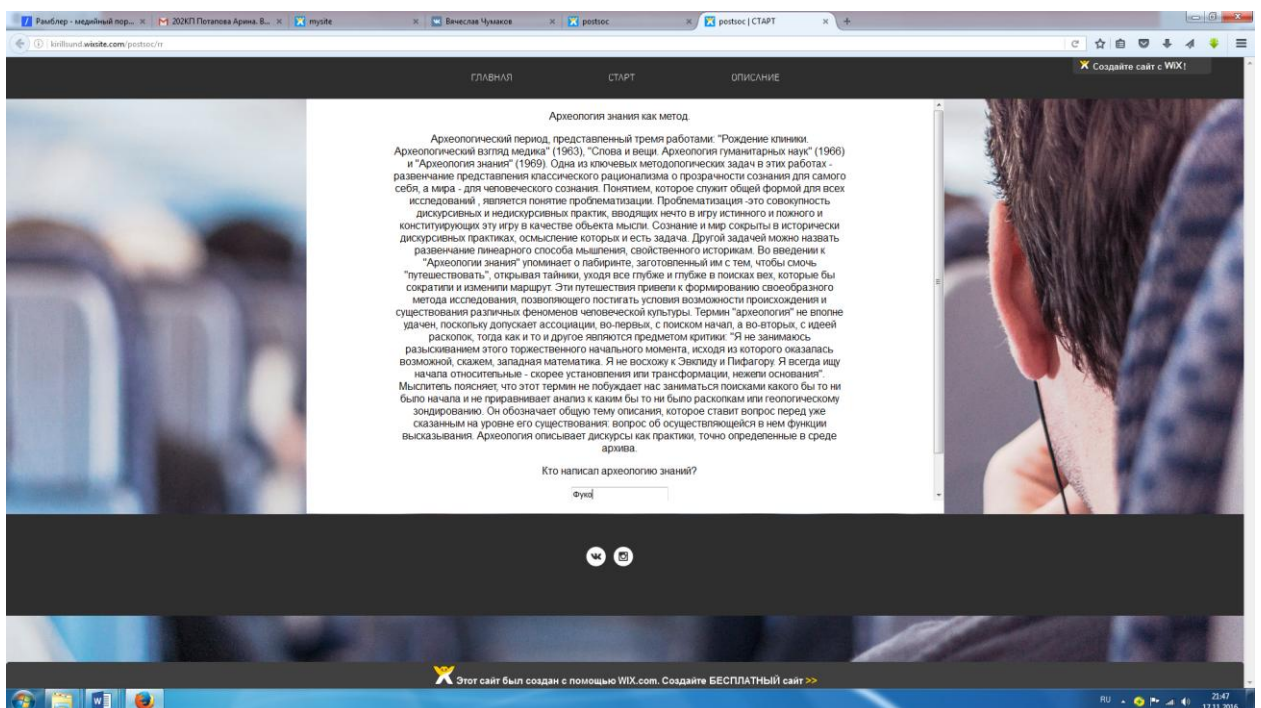 Рамблер - медийный пор...
202КП Потапова Арина. В...
mysite
Вячеслав Чумаков
postsoc
postsoc | СТАРТ
kirillsund.wixsite.com/postsoc/rr
Создайте сайт с WiX!
ГЛАВНАЯ
СТАРТ
ОПИСАНИЕ
Археология знания как метод.
Археологический период, представленный тремя работами: "Рождение клиники.
Археологический взгляд медика" (1963), "Слова и вещи. Археология гуманитарных наук" (1966)
и "Археология знания" (1969). Одна из ключевых методологических задач в этих работах -
развенчание представления классического рационализма о прозрачности сознания для самого
себя, а мира - для человеческого сознания. Понятием, которое служит общей формой для всех
исследований , является понятие проблематизации. Проблематизация -это совокупность
дискурсивных и недискурсивных практик, вводящих нечто в игру истинного и ложного и
конституирующих эту игру в качестве объекта мысли. Сознание и мир сокрыты в исторически
дискурсивных практиках, осмысление которых и есть задача. Другой задачей можно назвать
развенчание линеарного способа мышления, свойственного историкам. Во введении к
"Археологии знания" упоминает о лабиринте, заготовленный им с тем, чтобы смочь
"путешествовать", открывая тайники, уходя все глубже и глубже в поисках вех, которые бы
сократили и изменили маршрут. Эти путешествия привели к формированию своеобразного
метода исследования, позволяющего постигать условия возможности происхождения и
существования различных феноменов человеческой культуры. Термин "археология" не вполне
удачен, поскольку допускает ассоциации, во-первых, с поиском начал, а во-вторых, с идеей
раскопок, тогда как и то и другое являются предметом критики: "Я не занимаюсь
разыскиванием этого торжественного начального момента, исходя из которого оказалась
возможной, скажем, западная математика. Я не восхожу к Эвклиду и Пифагору. Я всегда ищу
начала относительные - скорее установления или трансформации, нежели основания".
Мыслитель поясняет, что этот термин не побуждает нас заниматься поисками какого бы то ни
было начала и не приравнивает анализ к каким бы то ни было раскопкам или геологическому
зондированию. Он обозначает общую тему описания, которое ставит вопрос перед уже
сказанным на уровне его существования: вопрос об осуществляющейся в нем функции
высказывания. Археология описывает дискурсы как практики, точно определенные в среде
архива.
Кто написал археологию знаний?
Фуко
Этот сайт был создан с помощью WIX.com. Создайте БЕСПЛАТНЫЙ сайт >>
RU
21:47
17.11.2016